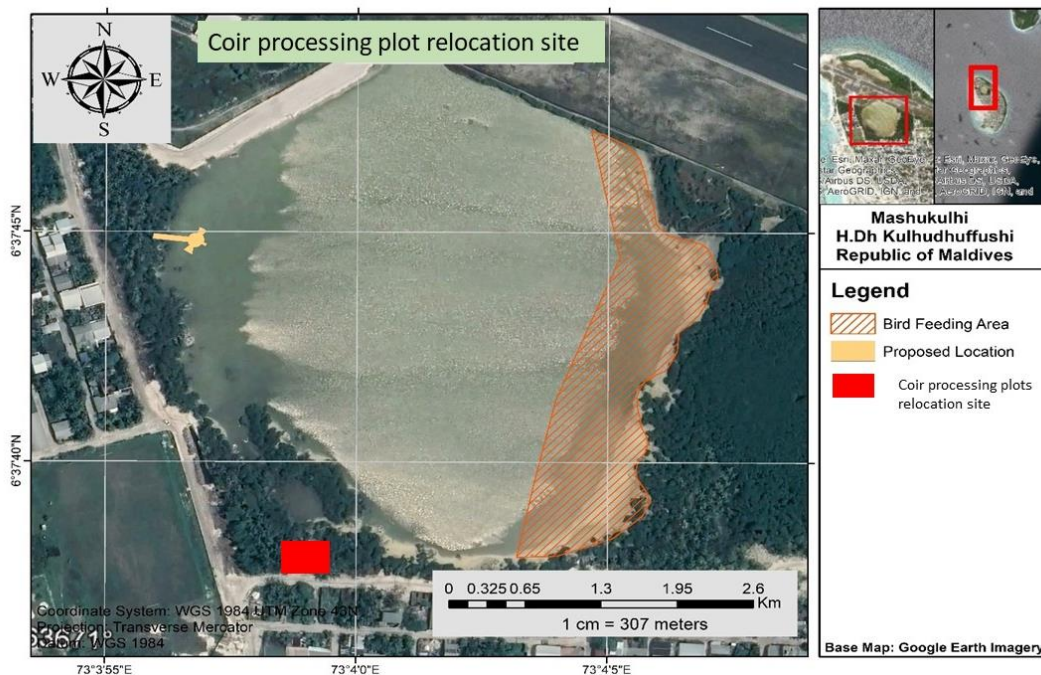 Coir processing plot relocation site
N
W E
S
6°37'45"N
6°37'40"N
73°3'55"E 73°4'0"E 73°4'5"E
0 0.325 0.65 1.3 1.95 2.6
Km
1 cm = 307 meters
Coordinate System: WGS 1984 UTM Zone 43N
Projection: Transverse Mercator
Datum: WGS 1984
Mashukulhi
H.Dh Kulhudhuffushi
Republic of Maldives
Legend
Bird Feeding Area
Proposed Location
Coir processing plots
relocation site
Base Map: Google Earth Imagery